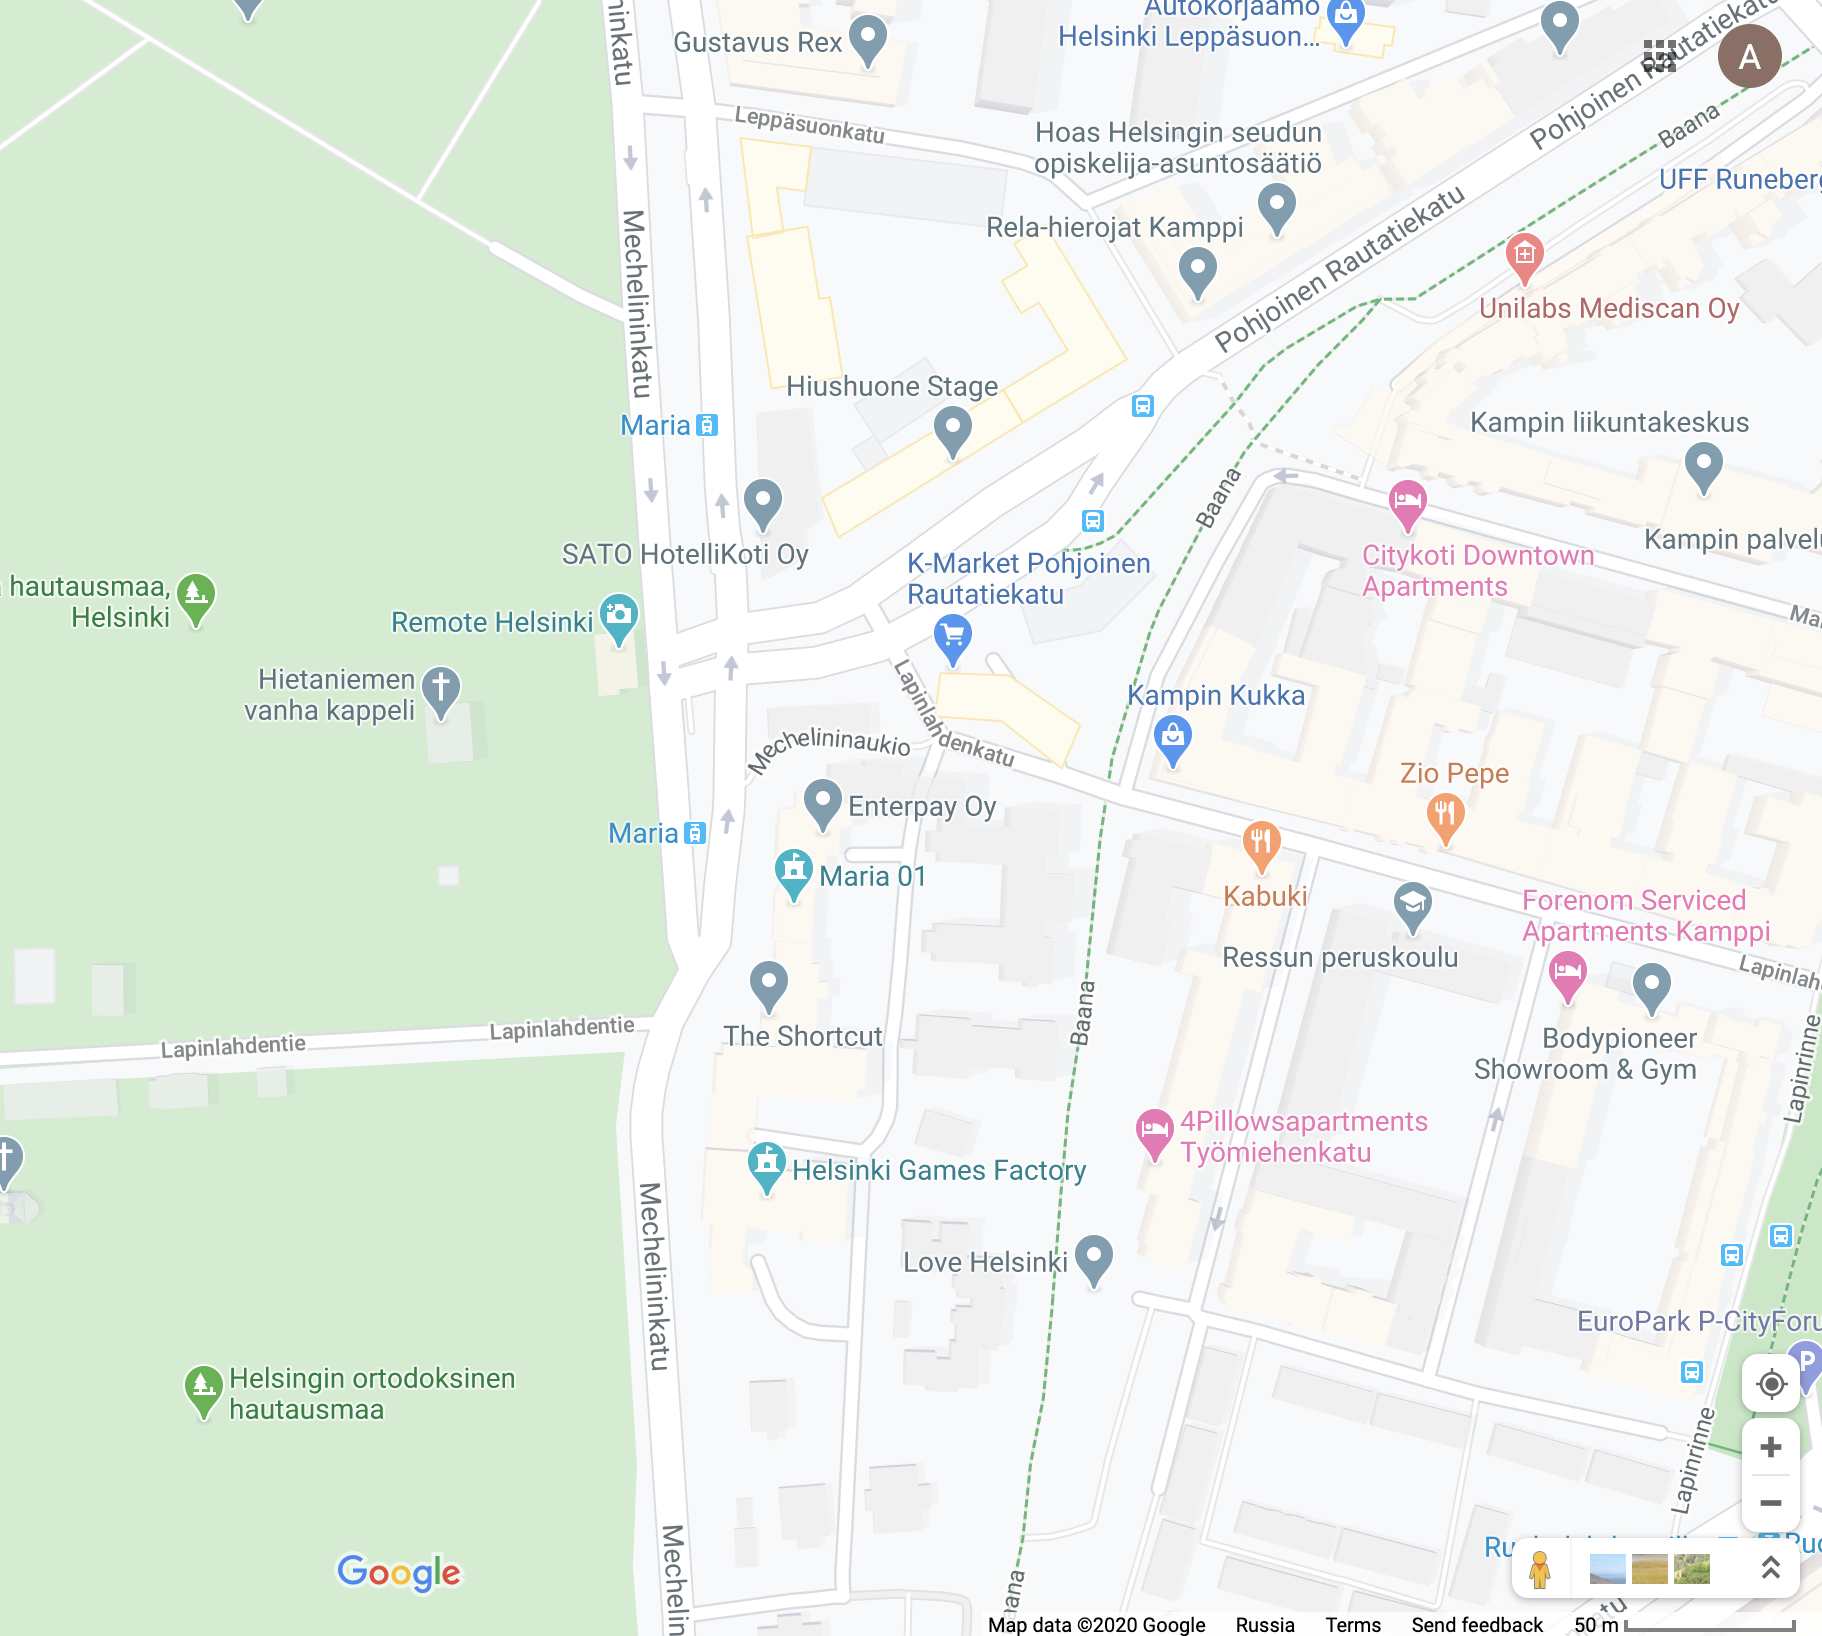 Autokorjaamo
Helsinki Leppäsuon...
Gustavus Rex
Pohjoinen Rautatiekatu
A
Leppäsuonkatu
Baana
Hoas Helsingin seudun
opiskelija-asuntosäätiö
UFF Runeberg
Rela-hierojat Kamppi
Pohjoinen Rautatiekatu
Mechelininkatu
Unilabs Mediscan Oy
Hiushuone Stage
Maria
Kampin liikuntakeskus
Baana
SATO HotelliKoti Oy
Kampin palvelu
K-Market Pohjoinen
Rautatiekatu
Citykoti Downtown
Apartments
hautausmaa,
Helsinki
Remote Helsinki
Hietaniemen
vanha kappeli
Lapinlahdenkatu
Kampin Kukka
Mechelininaukio
Zio Pepe
Enterpay Oy
Maria
Maria 01
Kabuki
Forenom Serviced
Apartments Kamppi
Ressun peruskoulu
Lapinlah
Baana
Lapinlahdentie
Lapinlahdentie
The Shortcut
Bodypioneer
Showroom & Gym
Lapinrinne
4Pillowsapartments
Työmiehenkatu
Helsinki Games Factory
Mechelininkatu
Love Helsinki
EuroPark P-CityForu
P
Helsingin ortodoksinen
hautausmaa
Lapinrinne
Mechelin
Google
Map data ©2020 Google Russia Terms Send feedback 50 m